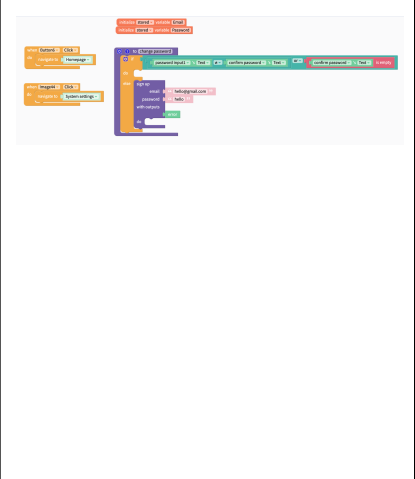 initialize stored variable Email
initialize stored variable Password
when Button6 Click
do navigate to Homepage
to change password
if password input1 's Text ≠ confirm password 's Text or confirm password 's Text is empty
do
when Image44 Click
do navigate to System settings
else sign up
email hello@gmail.com
password hello
with outputs
error
do